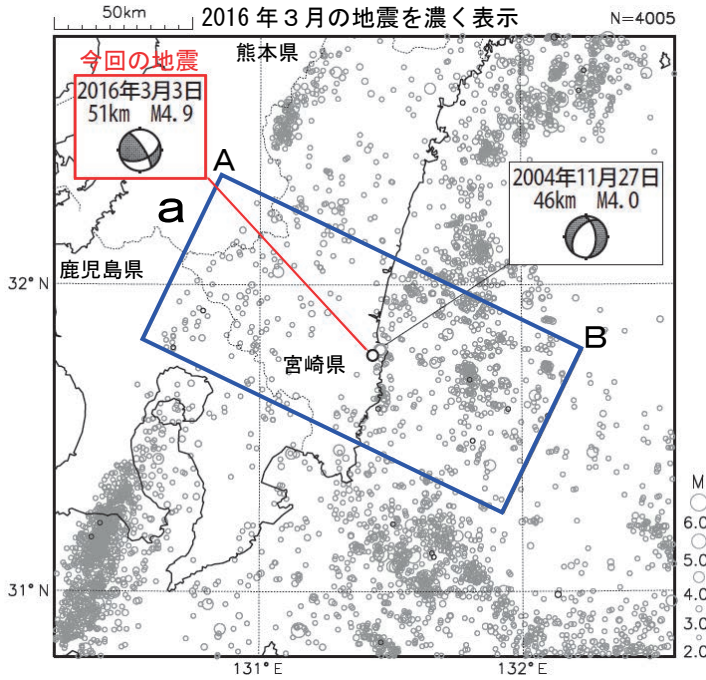 50km
2016年3月の地震を濃く表示
N=4005
熊本県
今回の地震
2016年3月3日
51km M4.9
A
2004年11月27日
46km M4.0
a
鹿児島県
32°N
B
宮崎県
M
6.0
5.0
4.0
3.0
2.0
31°N
131°E
132°E